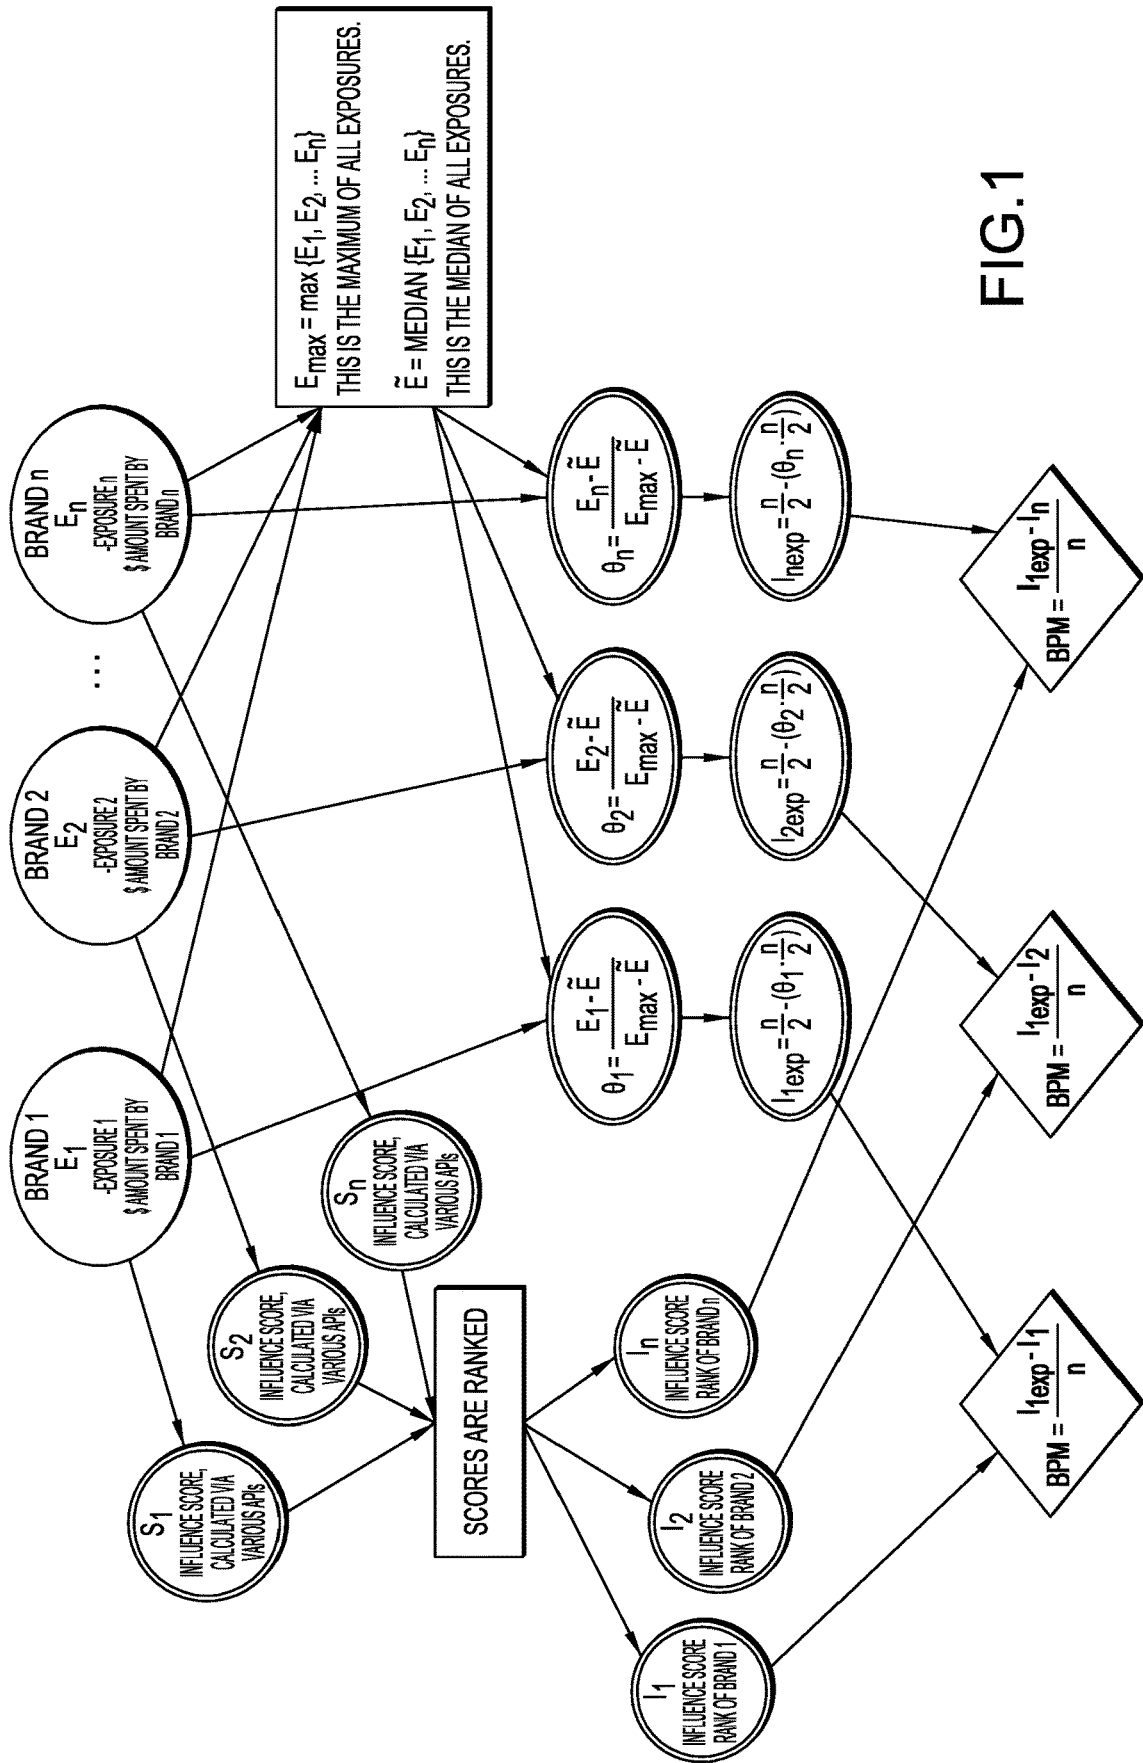 BRAND 1
E1
-EXPOSURE 1
$ AMOUNT SPENT BY
BRAND 1
BRAND 2
E2
-EXPOSURE 2
$ AMOUNT SPENT BY
BRAND 2
...
BRAND n
En
-EXPOSURE n
$ AMOUNT SPENT BY
BRAND n
S1
INFLUENCE SCORE,
CALCULATED VIA
VARIOUS APIs
S2
INFLUENCE SCORE,
CALCULATED VIA
VARIOUS APIs
Sn
INFLUENCE SCORE,
CALCULATED VIA
VARIOUS APIs
Emax = max {E1, E2, ... En}
THIS IS THE MAXIMUM OF ALL EXPOSURES.
Ẽ = MEDIAN {E1, E2, ... En}
THIS IS THE MEDIAN OF ALL EXPOSURES.
SCORES ARE RANKED
θ1 = (E1 - Ẽ) / (Emax - Ẽ)
θ2 = (E2 - Ẽ) / (Emax - Ẽ)
θn = (En - Ẽ) / (Emax - Ẽ)
I1
INFLUENCE SCORE
RANK OF BRAND 1
I2
INFLUENCE SCORE
RANK OF BRAND 2
In
INFLUENCE SCORE
RANK OF BRAND n
I1exp = n/2 - (θ1 · n/2)
I2exp = n/2 - (θ2 · n/2)
Inexp = n/2 - (θn · n/2)
BPM = (I1exp - I1) / n
BPM = (I1exp - I2) / n
BPM = (I1exp - In) / n
FIG.1